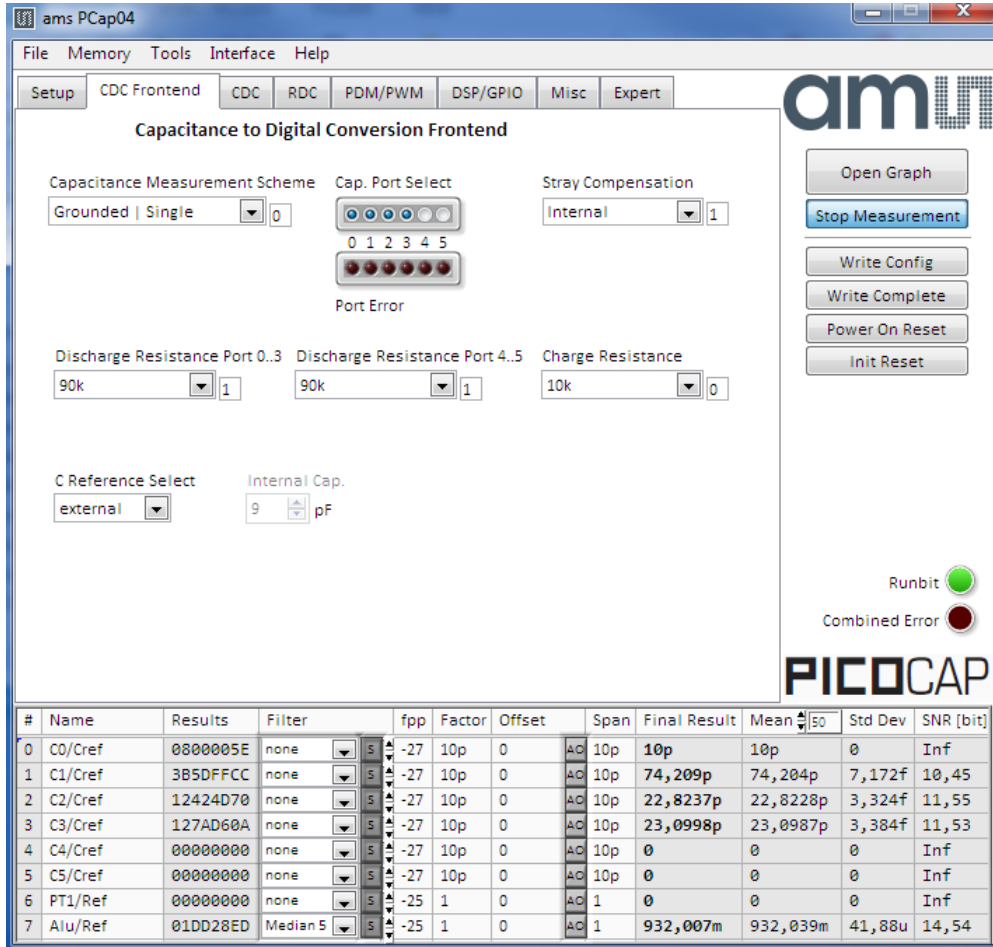 ams PCap04
File Memory Tools Interface Help
Setup CDC Frontend CDC RDC PDM/PWM DSP/GPIO Misc Expert
amu
Capacitance to Digital Conversion Frontend
Open Graph
Capacitance Measurement Scheme Cap. Port Select Stray Compensation
Grounded | Single 0 Internal 1
Stop Measurement
0 1 2 3 4 5
Write Config
Port Error
Write Complete
Power On Reset
Discharge Resistance Port 0..3 Discharge Resistance Port 4..5 Charge Resistance
Init Reset
90k 1 90k 1 10k 0
C Reference Select Internal Cap.
external 9 pF
Runbit
Combined Error
PICOCAP
# Name Results Filter fpp Factor Offset Span Final Result Mean 50 Std Dev SNR [bit]
0 C0/Cref 0800005E none S -27 10p 0 AO 10p 10p 10p 0 Inf
1 C1/Cref 3B5DFFCC none S -27 10p 0 AO 10p 74,209p 74,204p 7,172f 10,45
2 C2/Cref 12424D70 none S -27 10p 0 AO 10p 22,8237p 22,8228p 3,324f 11,55
3 C3/Cref 127AD60A none S -27 10p 0 AO 10p 23,0998p 23,0987p 3,384f 11,53
4 C4/Cref 00000000 none S -27 10p 0 AO 10p 0 0 0 Inf
5 C5/Cref 00000000 none S -27 10p 0 AO 10p 0 0 0 Inf
6 PT1/Ref 00000000 none S -25 1 0 AO 1 0 0 0 Inf
7 Alu/Ref 01DD28ED Median 5 S -25 1 0 AO 1 932,007m 932,039m 41,88u 14,54